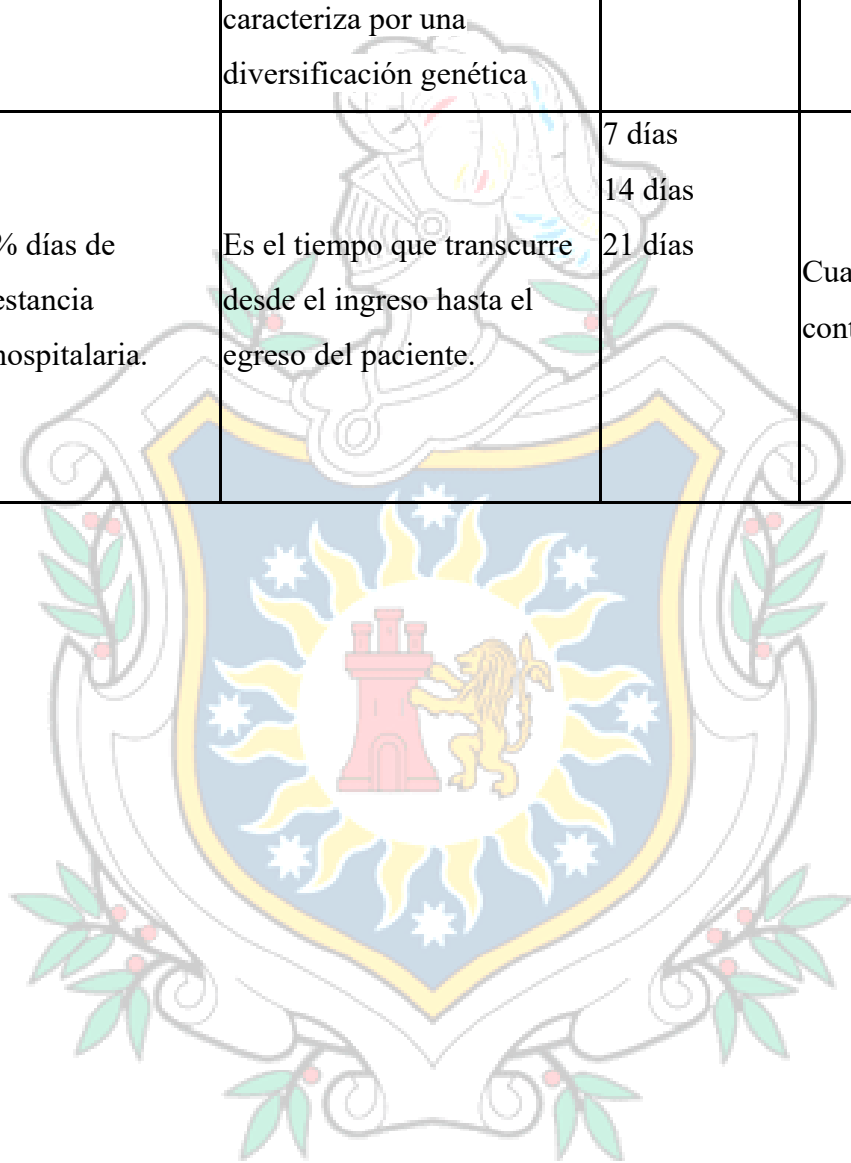 caracteriza por una
diversificación genética
% días de
estancia
hospitalaria.
Es el tiempo que transcurre
desde el ingreso hasta el
egreso del paciente.
7 días
14 días
21 días